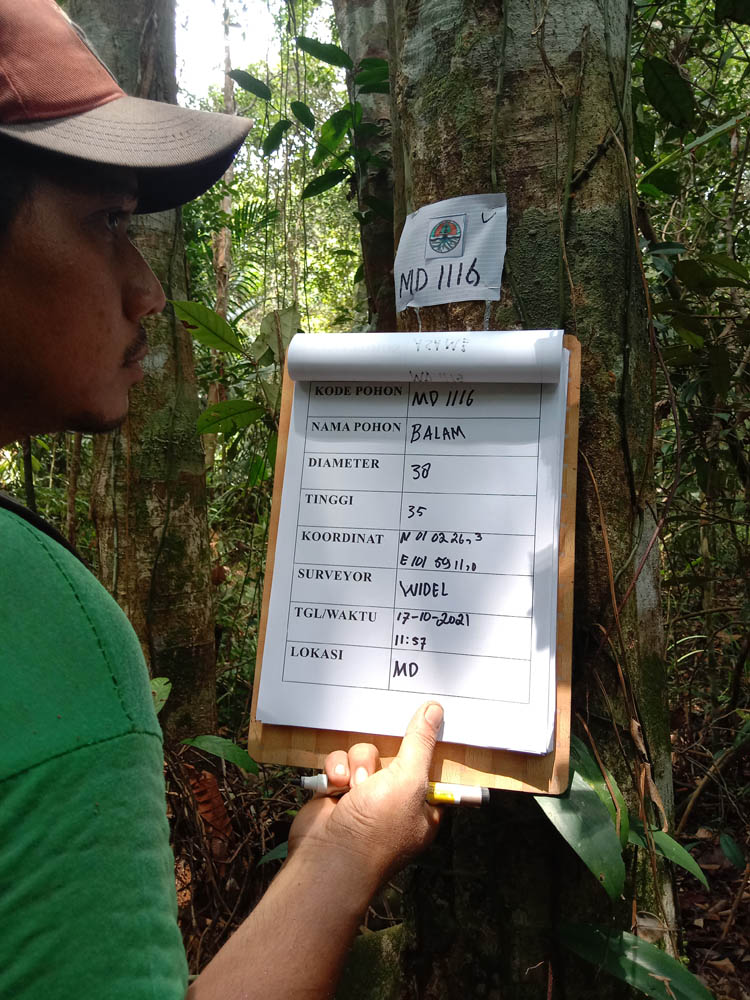 MD 1116
KODE POHON MD 1116
NAMA POHON BALAM
DIAMETER 38
TINGGI 35
KOORDINAT N 01 02 26,3
E 101 59 11,0
SURVEYOR WIDEL
TGL/WAKTU 17-10-2021
11:57
LOKASI MD